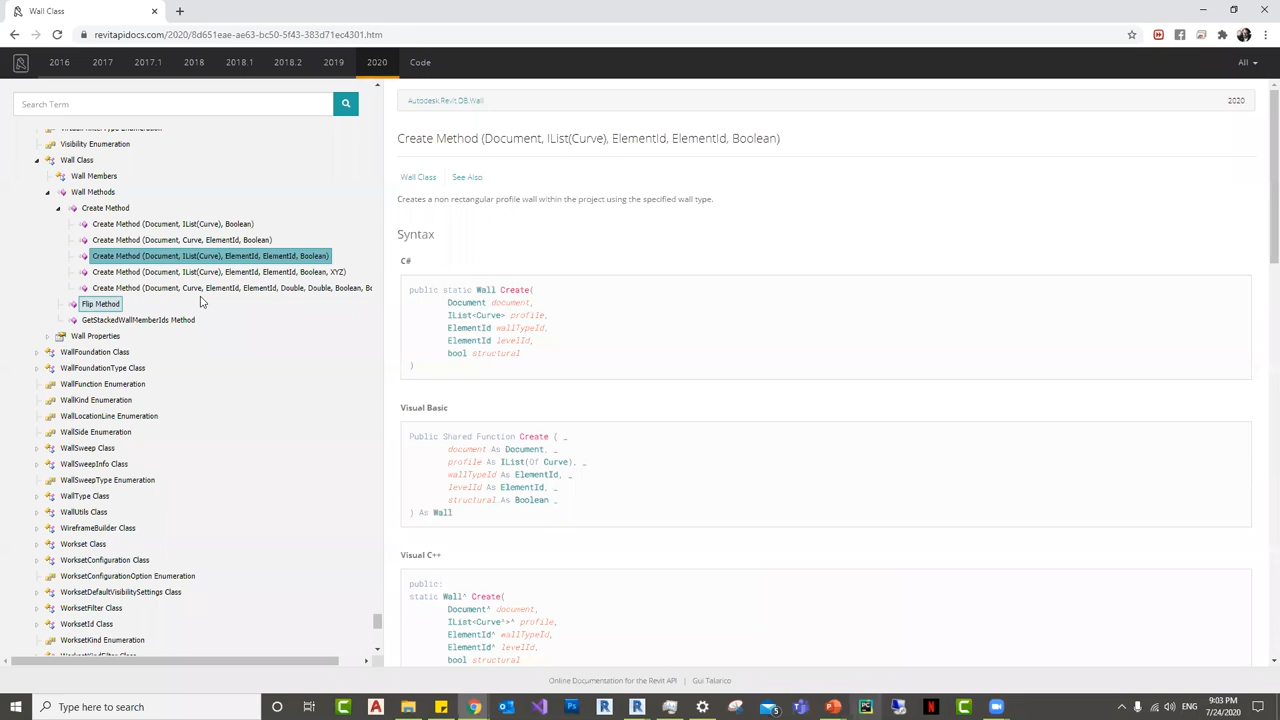 Wall Class
revitapidocs.com/2020/8d651eae-ae63-bc50-5f43-383d71ec4301.htm
2016 2017 2017.1 2018 2018.1 2018.2 2019 2020 Code All
Search Term
Visibility Enumeration
Wall Class
Wall Members
Wall Methods
Create Method
Create Method (Document, IList(Curve), Boolean)
Create Method (Document, Curve, ElementId, Boolean)
Create Method (Document, IList(Curve), ElementId, ElementId, Boolean)
Create Method (Document, IList(Curve), ElementId, ElementId, Boolean, XYZ)
Create Method (Document, Curve, ElementId, ElementId, Double, Double, Boolean, Bo
Flip Method
GetStackedWallMemberIds Method
Wall Properties
WallFoundation Class
WallFoundationType Class
WallFunction Enumeration
WallKind Enumeration
WallLocationLine Enumeration
WallSide Enumeration
WallSweep Class
WallSweepInfo Class
WallSweepType Enumeration
WallType Class
WallUtils Class
WireframeBuilder Class
Workset Class
WorksetConfiguration Class
WorksetConfigurationOption Enumeration
WorksetDefaultVisibilitySettings Class
WorksetFilter Class
WorksetId Class
WorksetKind Enumeration
Autodesk.Revit.DB.Wall 2020
Create Method (Document, IList(Curve), ElementId, ElementId, Boolean)
Wall Class See Also
Creates a non rectangular profile wall within the project using the specified wall type.
Syntax
C#
public static Wall Create(
Document document,
IList<Curve> profile,
ElementId wallTypeId,
ElementId levelId,
bool structural
)
Visual Basic
Public Shared Function Create ( _
document As Document, _
profile As IList(Of Curve), _
wallTypeId As ElementId, _
levelId As ElementId, _
structural As Boolean _
) As Wall
Visual C++
public:
static Wall^ Create(
Document^ document,
IList<Curve^>^ profile,
ElementId^ wallTypeId,
ElementId^ levelId,
bool structural
Online Documentation for the Revit API | Gui Talarico
Type here to search
9:03 PM
7/24/2020